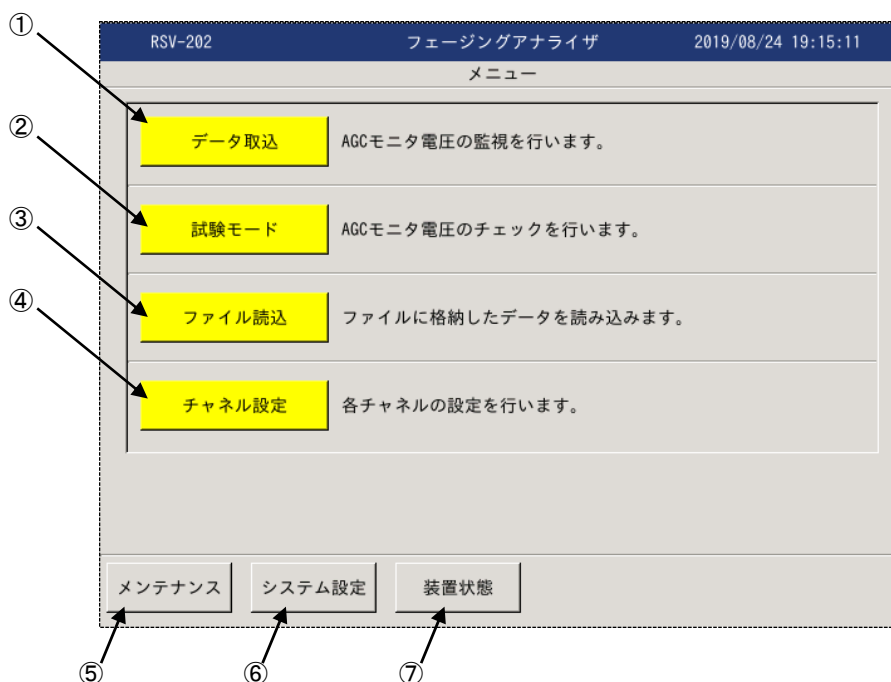 ①
RSV-202 フェージングアナライザ 2019/08/24 19:15:11
メニュー
②
データ取込 AGCモニタ電圧の監視を行います。
③
試験モード AGCモニタ電圧のチェックを行います。
④
ファイル読込 ファイルに格納したデータを読み込みます。
チャネル設定 各チャネルの設定を行います。
メンテナンス システム設定 装置状態
⑤ ⑥ ⑦